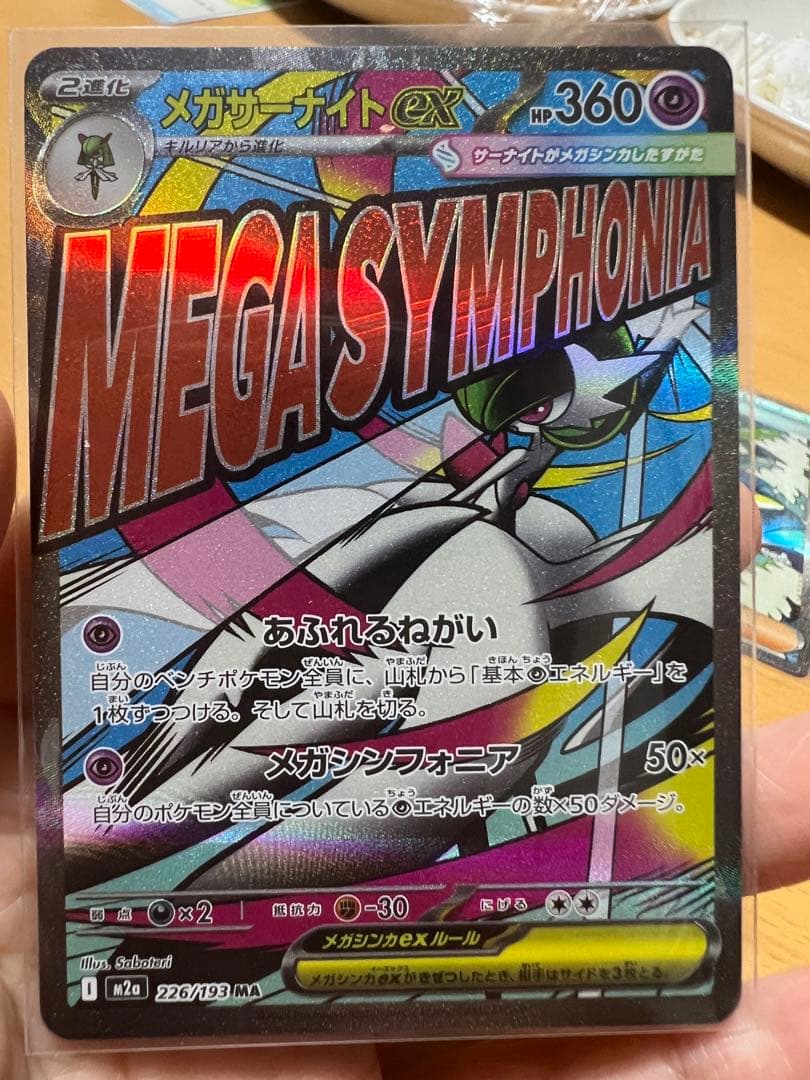 2進化
メガサーナイトex
HP360
キルリアから進化
サーナイトがメガシンカしたすがた
MEGASYMPHONIA
あふれるねがい
自分のベンチポケモン全員に、山札から「基本エネルギー」を
1枚ずつつける。そして山札を切る。
メガシンフォニア 50×
自分のポケモン全員についているエネルギーの数×50ダメージ。
弱点 ×2 抵抗力 -30 にげる
メガシンカexルール
メガシンカexがきぜつしたとき、相手はサイドを3枚とる。
Illus. Saboteri
I M2a 226/193 MA